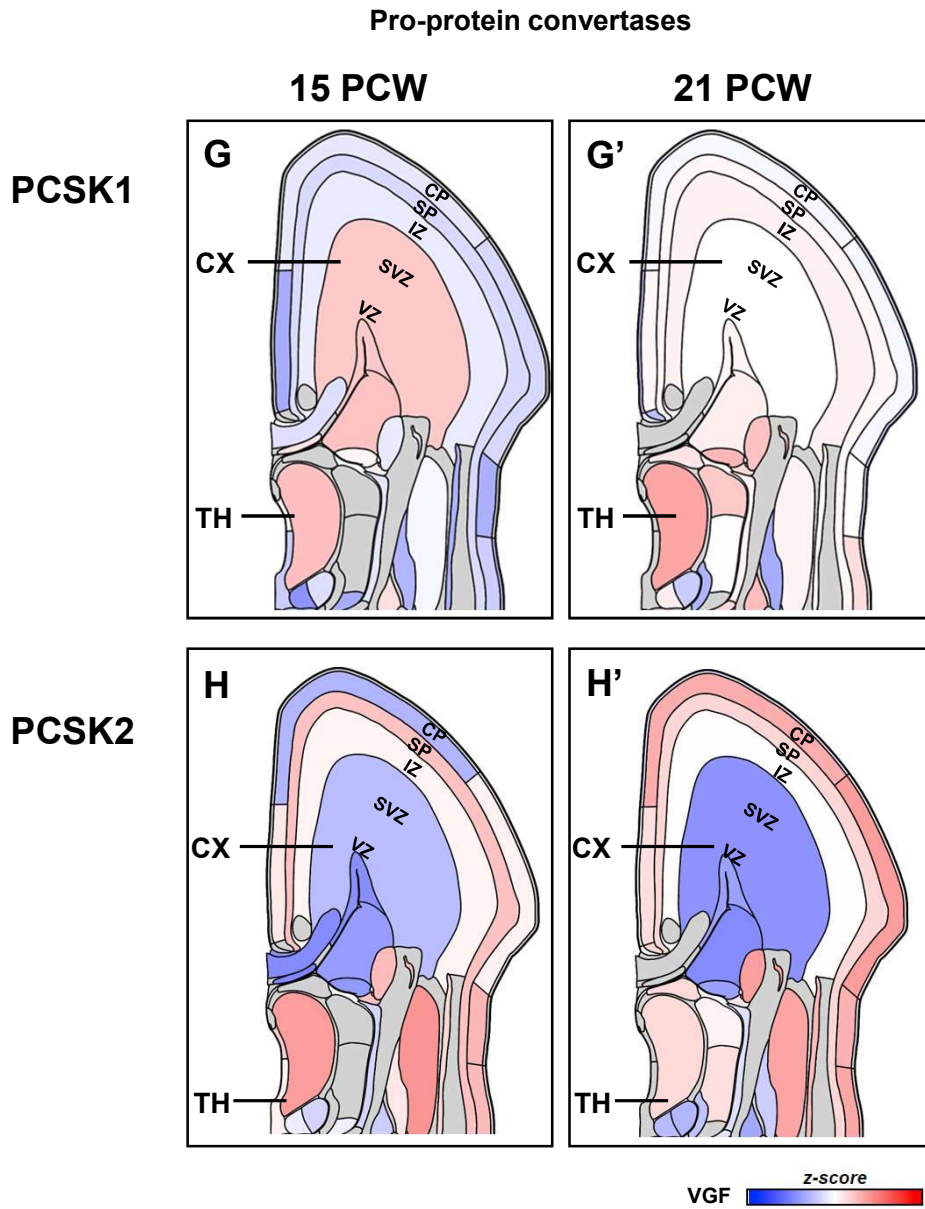 Pro-protein convertases
15 PCW
21 PCW
PCSK1
G
CP
SP
IZ
CX
SVZ
VZ
TH
G’
CP
SP
IZ
CX
SVZ
VZ
TH
PCSK2
H
CP
SP
IZ
SVZ
CX
VZ
TH
H’
CP
SP
IZ
SVZ
CX
VZ
TH
z-score
VGF